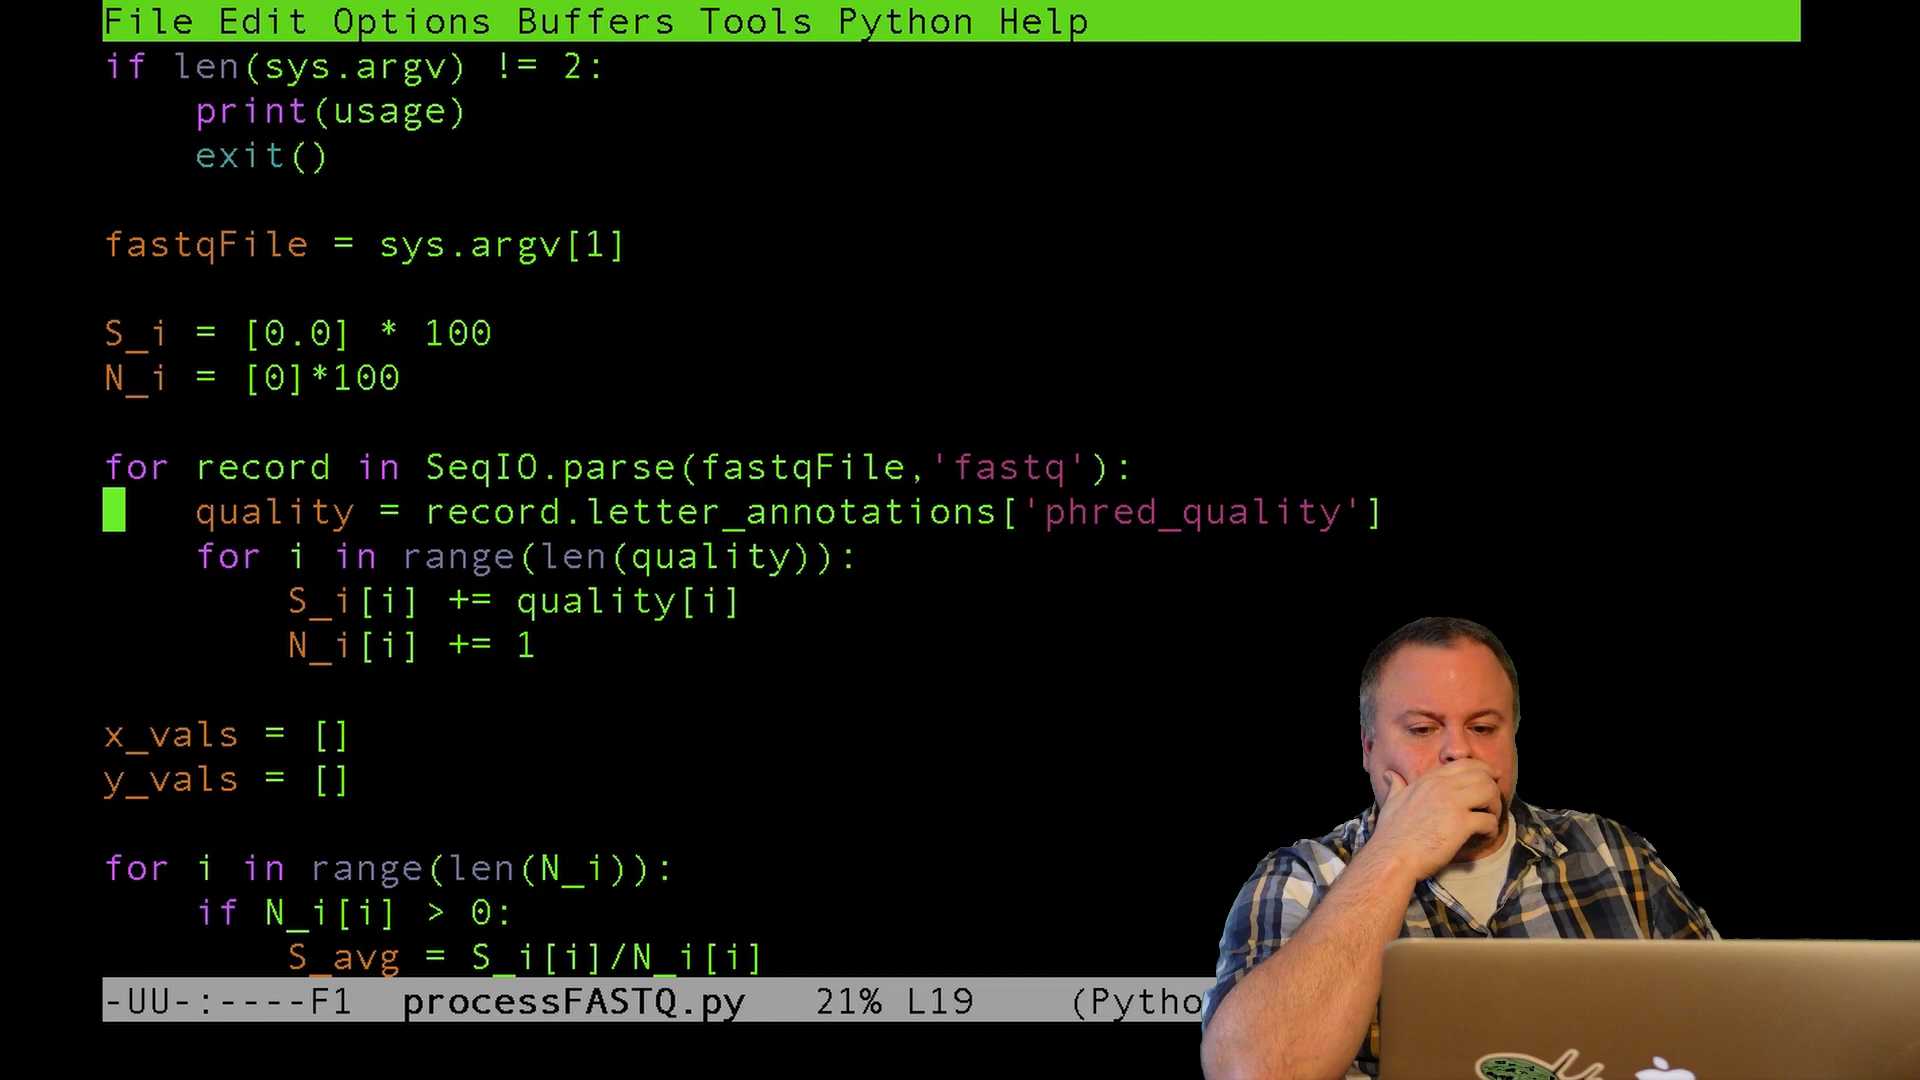 File Edit Options Buffers Tools Python Help
if len(sys.argv) != 2:
    print(usage)
    exit()
fastqFile = sys.argv[1]
S_i = [0.0] * 100
N_i = [0]*100
for record in SeqIO.parse(fastqFile,'fastq'):
    quality = record.letter_annotations['phred_quality']
    for i in range(len(quality)):
        S_i[i] += quality[i]
        N_i[i] += 1
x_vals = []
y_vals = []
for i in range(len(N_i)):
    if N_i[i] > 0:
        S_avg = S_i[i]/N_i[i]
-UU-:----F1  processFASTQ.py   21% L19    (Pytho